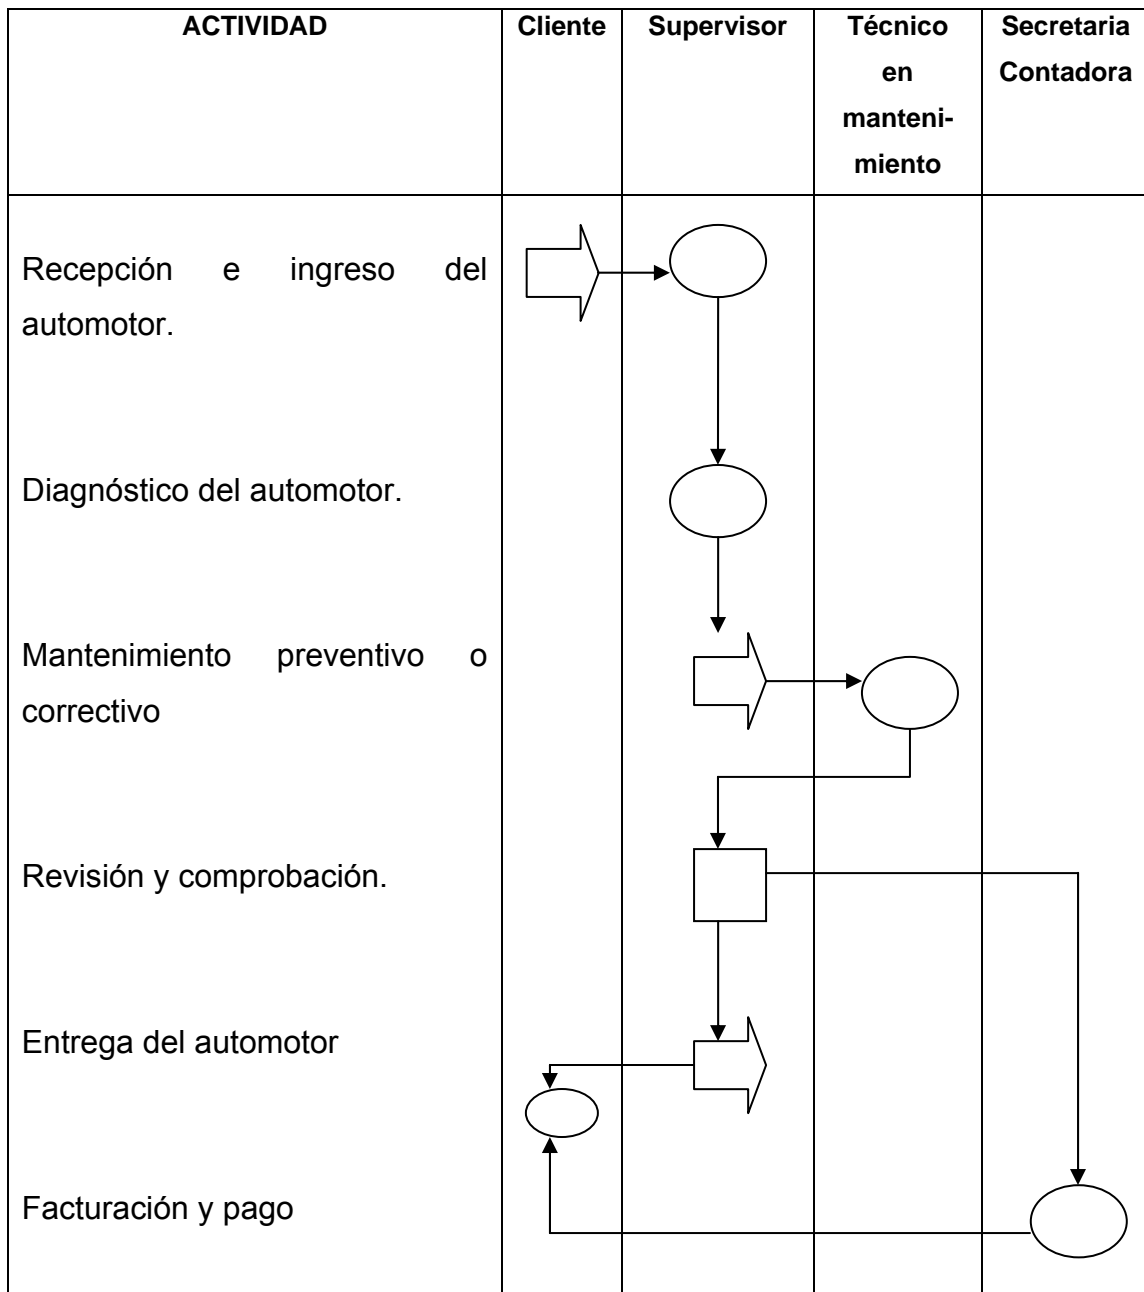 ACTIVIDAD
Cliente
Supervisor
Técnico
en
manteni-
miento
Secretaria
Contadora
Recepción e ingreso del
automotor.
Diagnóstico del automotor.
Mantenimiento preventivo o
correctivo
Revisión y comprobación.
Entrega del automotor
Facturación y pago